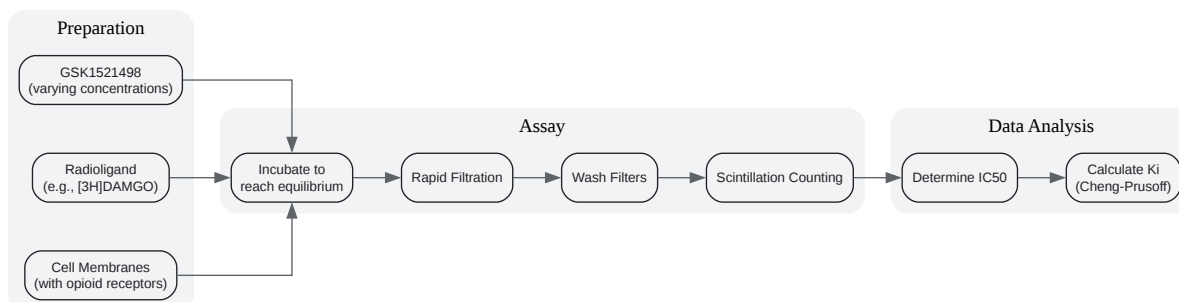 Preparation
GSK1521498
(varying concentrations)
Radioligand
(e.g., [3H]DAMGO)
Cell Membranes
(with opioid receptors)
Assay
Incubate to
reach equilibrium
Rapid Filtration
Wash Filters
Scintillation Counting
Data Analysis
Determine IC50
Calculate Ki
(Cheng-Prusoff)